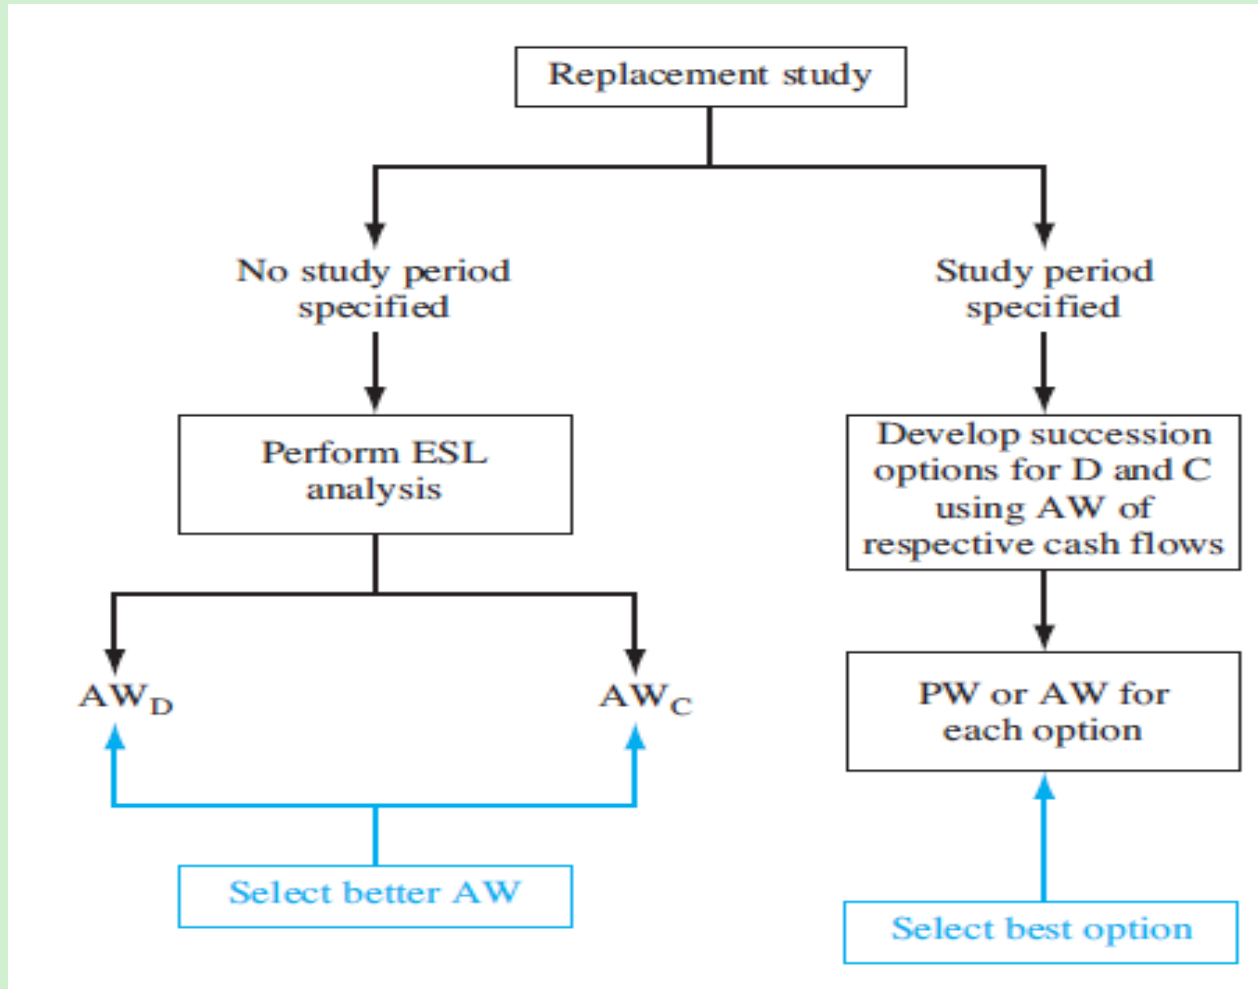 Replacement study
No study period
specified
Study period
specified
Perform ESL
analysis
Develop succession
options for D and C
using AW of
respective cash flows
AWD
AWC
PW or AW for
each option
Select better AW
Select best option